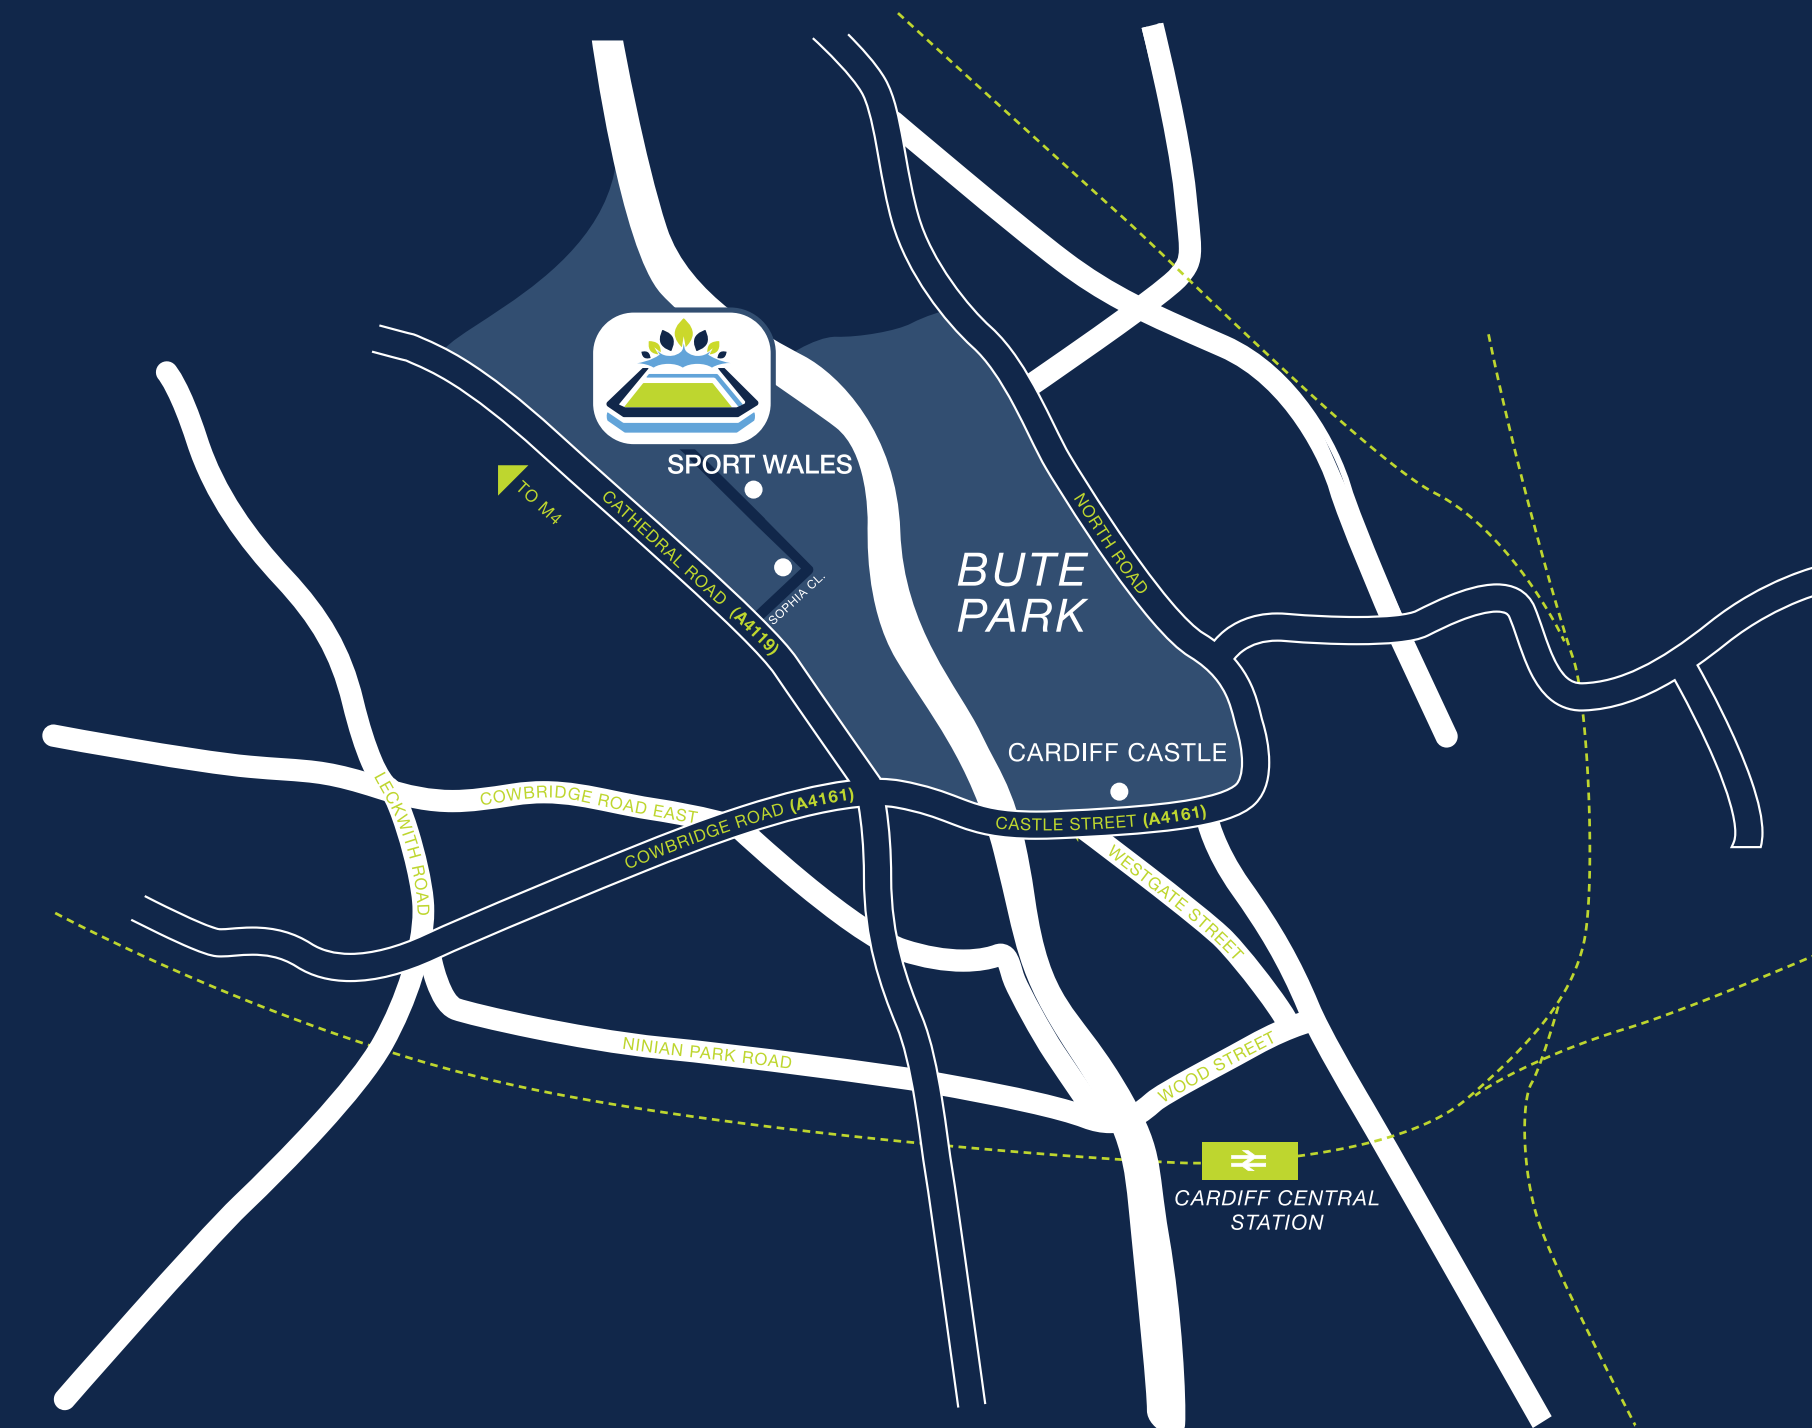 SPORT WALES
TO M4
CATHEDRAL ROAD (A4119)
SOPHIA CL.
NORTH ROAD
BUTE
PARK
CARDIFF CASTLE
LECKWITH ROAD
COWBRIDGE ROAD EAST
COWBRIDGE ROAD (A4161)
CASTLE STREET (A4161)
WESTGATE STREET
NINIAN PARK ROAD
WOOD STREET
CARDIFF CENTRAL
STATION